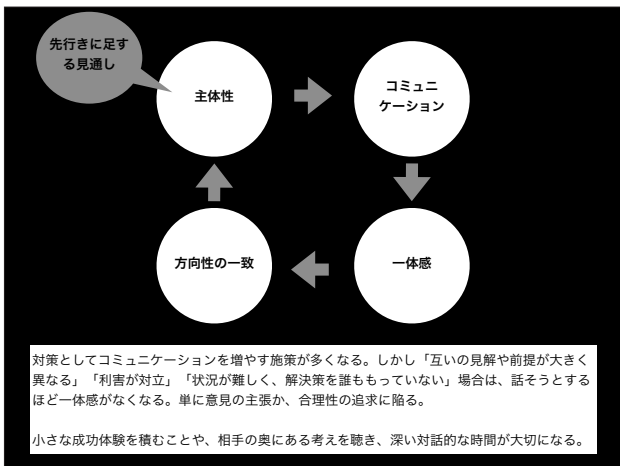 先行きに足す
る見通し
主体性
コミュニ
ケーション
方向性の一致
一体感
対策としてコミュニケーションを増やす施策が多くなる。しかし「互いの見解や前提が大きく
異なる」「利害が対立」「状況が難しく、解決策を誰ももっていない」場合は、話そうとする
ほど一体感がなくなる。単に意見の主張か、合理性の追求に陥る。
小さな成功体験を積むことや、相手の奥にある考えを聴き、深い対話的な時間が大切になる。